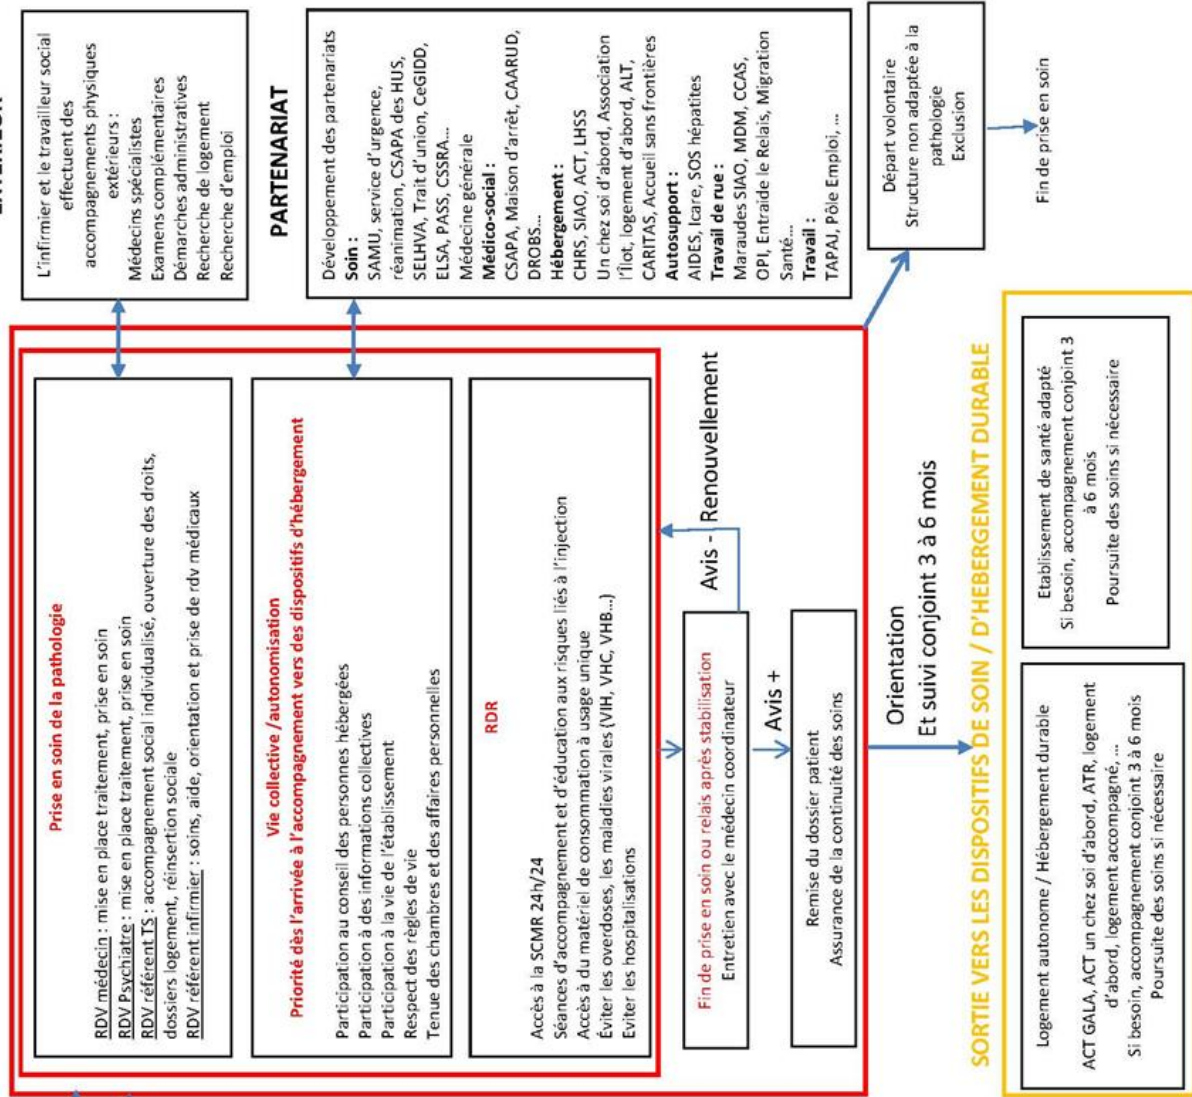 L'infirmier et le travailleur social
effectuent des
accompagnements physiques
extérieurs :
Médecins spécialistes
Examens complémentaires
Démarches administratives
Recherche de logement
Recherche d'emploi
Prise en soin de la pathologie
RDV médecin : mise en place traitement, prise en soin
RDV Psychiatre : mise en place traitement, prise en soin
RDV référent TS : accompagnement social individualisé, ouverture des droits,
dossiers logement, réinsertion sociale
RDV référent infirmier : soins, aide, orientation et prise de rdv médicaux
PARTENARIAT
Développement des partenariats
Soin :
SAMU, service d'urgence,
réanimation, CSAPA des HUS,
SELHVA, Trait d'union, CeGIDD,
ELSA, PASS, CSSRA...
Médecine générale
Médico-social :
CSAPA, Maison d'arrêt, CAARUD,
DROBS...
Hébergement :
CHRS, SIAO, ACT, LHSS
Un chez soi d'abord, Association
l'Îlot, logement d'abord, ALT,
CARITAS, Accueil sans frontières
Autosupport :
AIDES, Icare, SOS hépatites
Travail de rue :
Maraudes SIAO, MDM, CCAS,
OPI, Entraide le Relais, Migration
Santé...
Travail :
TAPAJ, Pôle Emploi, ...
Vie collective /autonomisation
Priorité dès l'arrivée à l'accompagnement vers des dispositifs d'hébergement
Participation au conseil des personnes hébergées
Participation à des informations collectives
Participation à la vie de l'établissement
Respect des règles de vie
Tenue des chambres et des affaires personnelles
RDR
Accès à la SCMR 24h/24
Séances d'accompagnement et d'éducation aux risques liés à l'injection
Accès à du matériel de consommation à usage unique
Éviter les overdoses, les maladies virales (VIH, VHC, VHB...)
Eviter les hospitalisations
Fin de prise en soin ou relais après stabilisation
Entretien avec le médecin coordinateur
Avis - Renouvellement
Avis +
Remise du dossier patient
Assurance de la continuité des soins
Départ volontaire
Structure non adaptée à la
pathologie
Exclusion
Fin de prise en soin
Orientation
Et suivi conjoint 3 à 6 mois
SORTIE VERS LES DISPOSITIFS DE SOIN / D'HEBERGEMENT DURABLE
Logement autonome / Hébergement durable
ACT GALA, ACT un chez soi d'abord, ATR, logement
d'abord, logement accompagné, ...
Si besoin, accompagnement conjoint 3 à 6 mois
Poursuite des soins si nécessaire
Etablissement de santé adapté
Si besoin, accompagnement conjoint 3
à 6 mois
Poursuite des soins si nécessaire